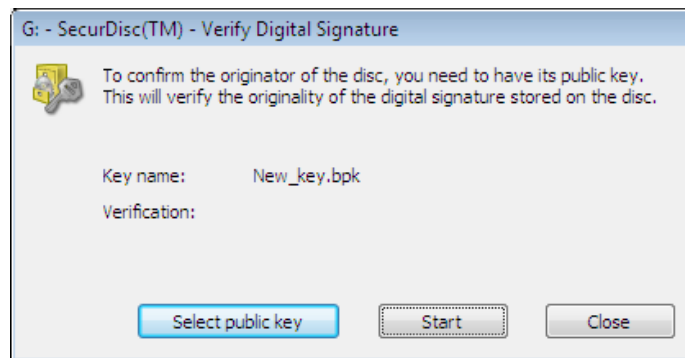 G: - SecurDisc(TM) - Verify Digital Signature
To confirm the originator of the disc, you need to have its public key.
This will verify the originality of the digital signature stored on the disc.
Key name: New_key.bpk
Verification:
Select public key Start Close